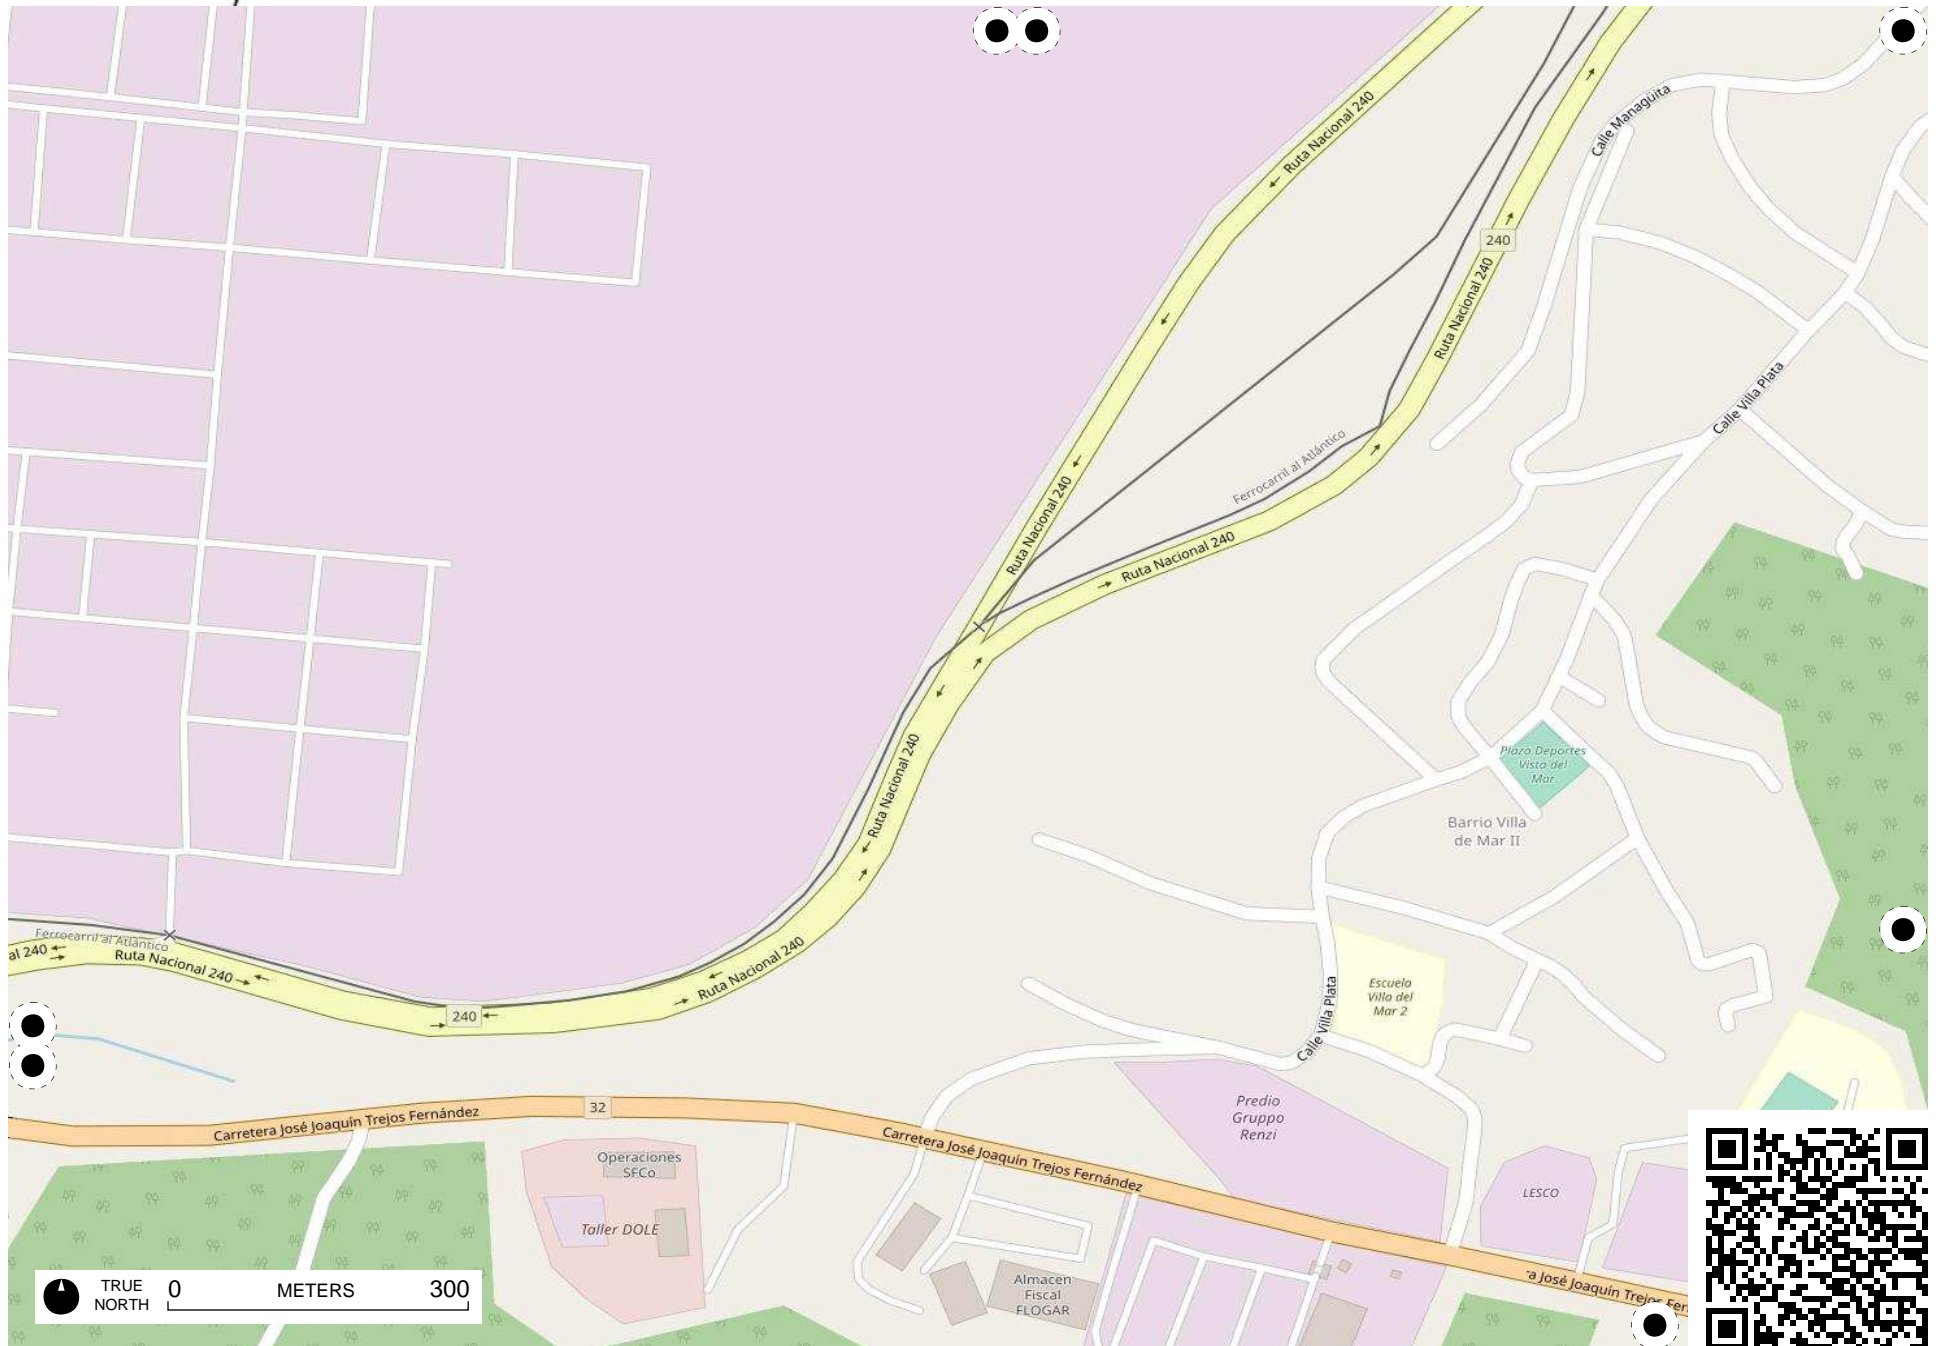 Ruta Nacional 240
Calle Managüita
240
Ruta Nacional 240
Calle Villa Plata
Ferrocarril al Atlántico
Ruta Nacional 240
Ruta Nacional 240
Ruta Nacional 240
Plaza Deportes
Vista del
Mar
Barrio Villa
de Mar II
Ferrocarril al Atlántico
al 240
Ruta Nacional 240
Ruta Nacional 240
240
Escuela
Villa del
Mar 2
Calle Villa Plata
32
Carretera José Joaquín Trejos Fernández
Carretera José Joaquín Trejos Fernández
Predio
Gruppo
Renzi
Operaciones
SFCo
Taller DOLE
LESCO
Almacen
Fiscal
FLOGAR
a José Joaquín Trejos Fer
TRUE
NORTH
0 METERS 300